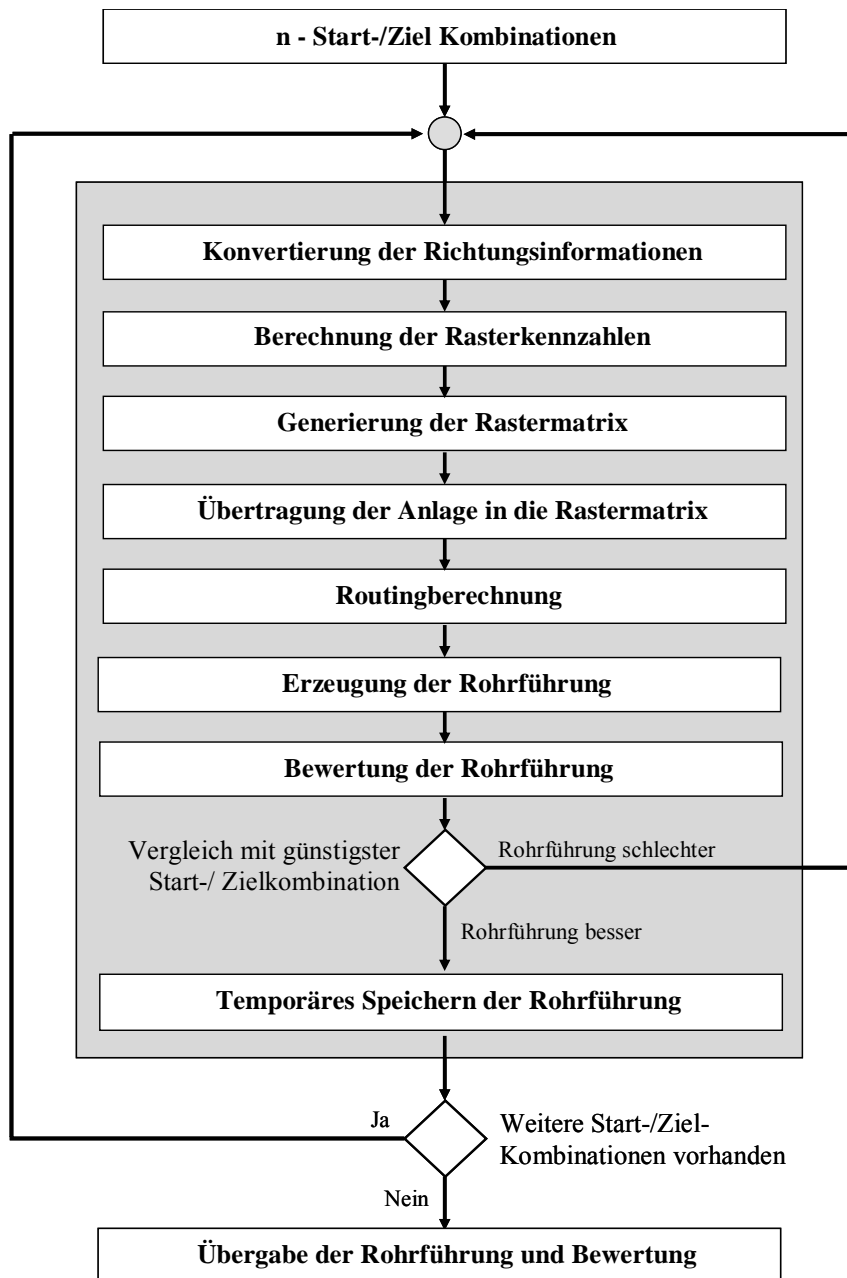 n - Start-/Ziel Kombinationen
Konvertierung der Richtungsinformationen
Berechnung der Rasterkennzahlen
Generierung der Rastermatrix
Übertragung der Anlage in die Rastermatrix
Routingberechnung
Erzeugung der Rohrführung
Bewertung der Rohrführung
Vergleich mit günstigster
Start-/ Zielkombination
Rohrführung schlechter
Rohrführung besser
Temporäres Speichern der Rohrführung
Ja
Weitere Start-/Ziel-
Kombinationen vorhanden
Nein
Übergabe der Rohrführung und Bewertung